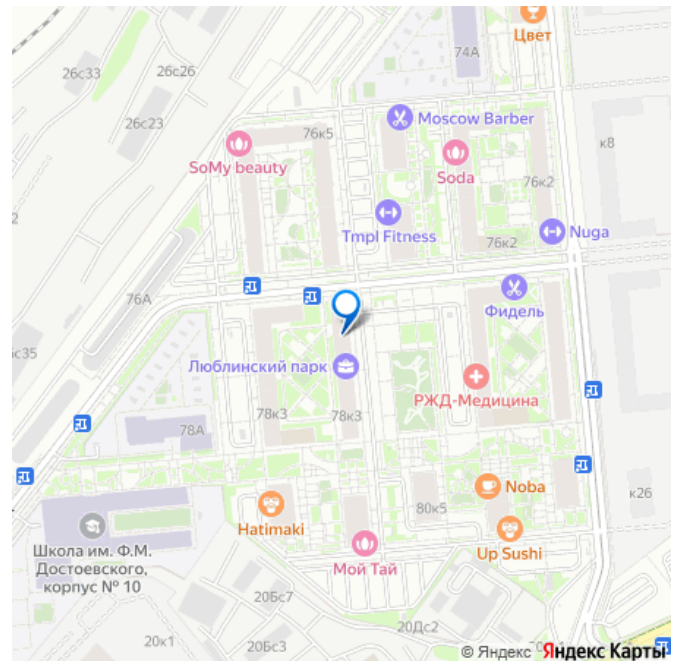 Цвет
74А
26с33
26с26
26с23
Moscow Barber
76к5
к8
SoMy beauty
Soda
76к2
Tmpl Fitness
Nuga
76к2
76А
Фидель
с35
Люблинский парк
РЖД-Медицина
78к3
78к3
78А
Noba
80к5
к26
Hatimaki
Up Sushi
Школа им. Ф.М.
Достоевского,
корпус № 10
Мой Тай
20Бс7
20Дс2
20к1
20Бс3
© Яндекс Яндекс Карты